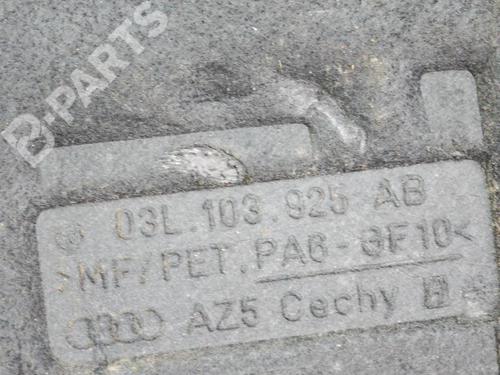 B-PARTS
03L.103.925 AB
>MF/PET.PA6-GF10<
AZ5 Cechy